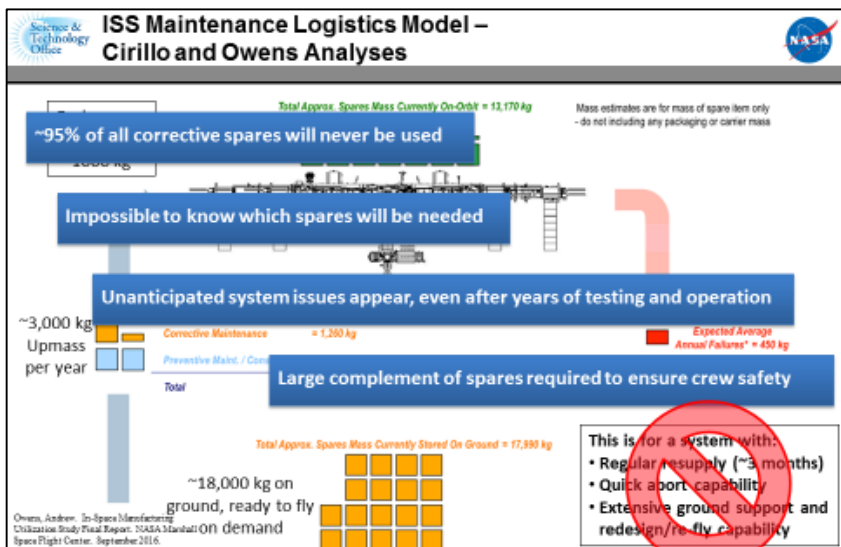 Science &
Technology
Office
ISS Maintenance Logistics Model –
Cirillo and Owens Analyses
NASA
Total Approx. Spares Mass Currently On-Orbit = 13,170 kg
Mass estimates are for mass of spare item only
- do not including any packaging or carrier mass
~95% of all corrective spares will never be used
kg
Impossible to know which spares will be needed
Unanticipated system issues appear, even after years of testing and operation
~3,000 kg
Upmass
per year
Corrective Maintenance = 1,260 kg
Preventive Maint. / Cons
Total
Expected Average
Annual Failures* = 450 kg
Large complement of spares required to ensure crew safety
Total Approx. Spares Mass Currently Stored On Ground = 17,990 kg
~18,000 kg on
ground, ready to fly
on demand
This is for a system with:
• Regular resupply (~3 months)
• Quick abort capability
• Extensive ground support and
redesign/re-fly capability
Owens, Andrew. In-Space Manufacturing
Utilization Study Final Report. NASA Marshall
Space Flight Center. September 2016.